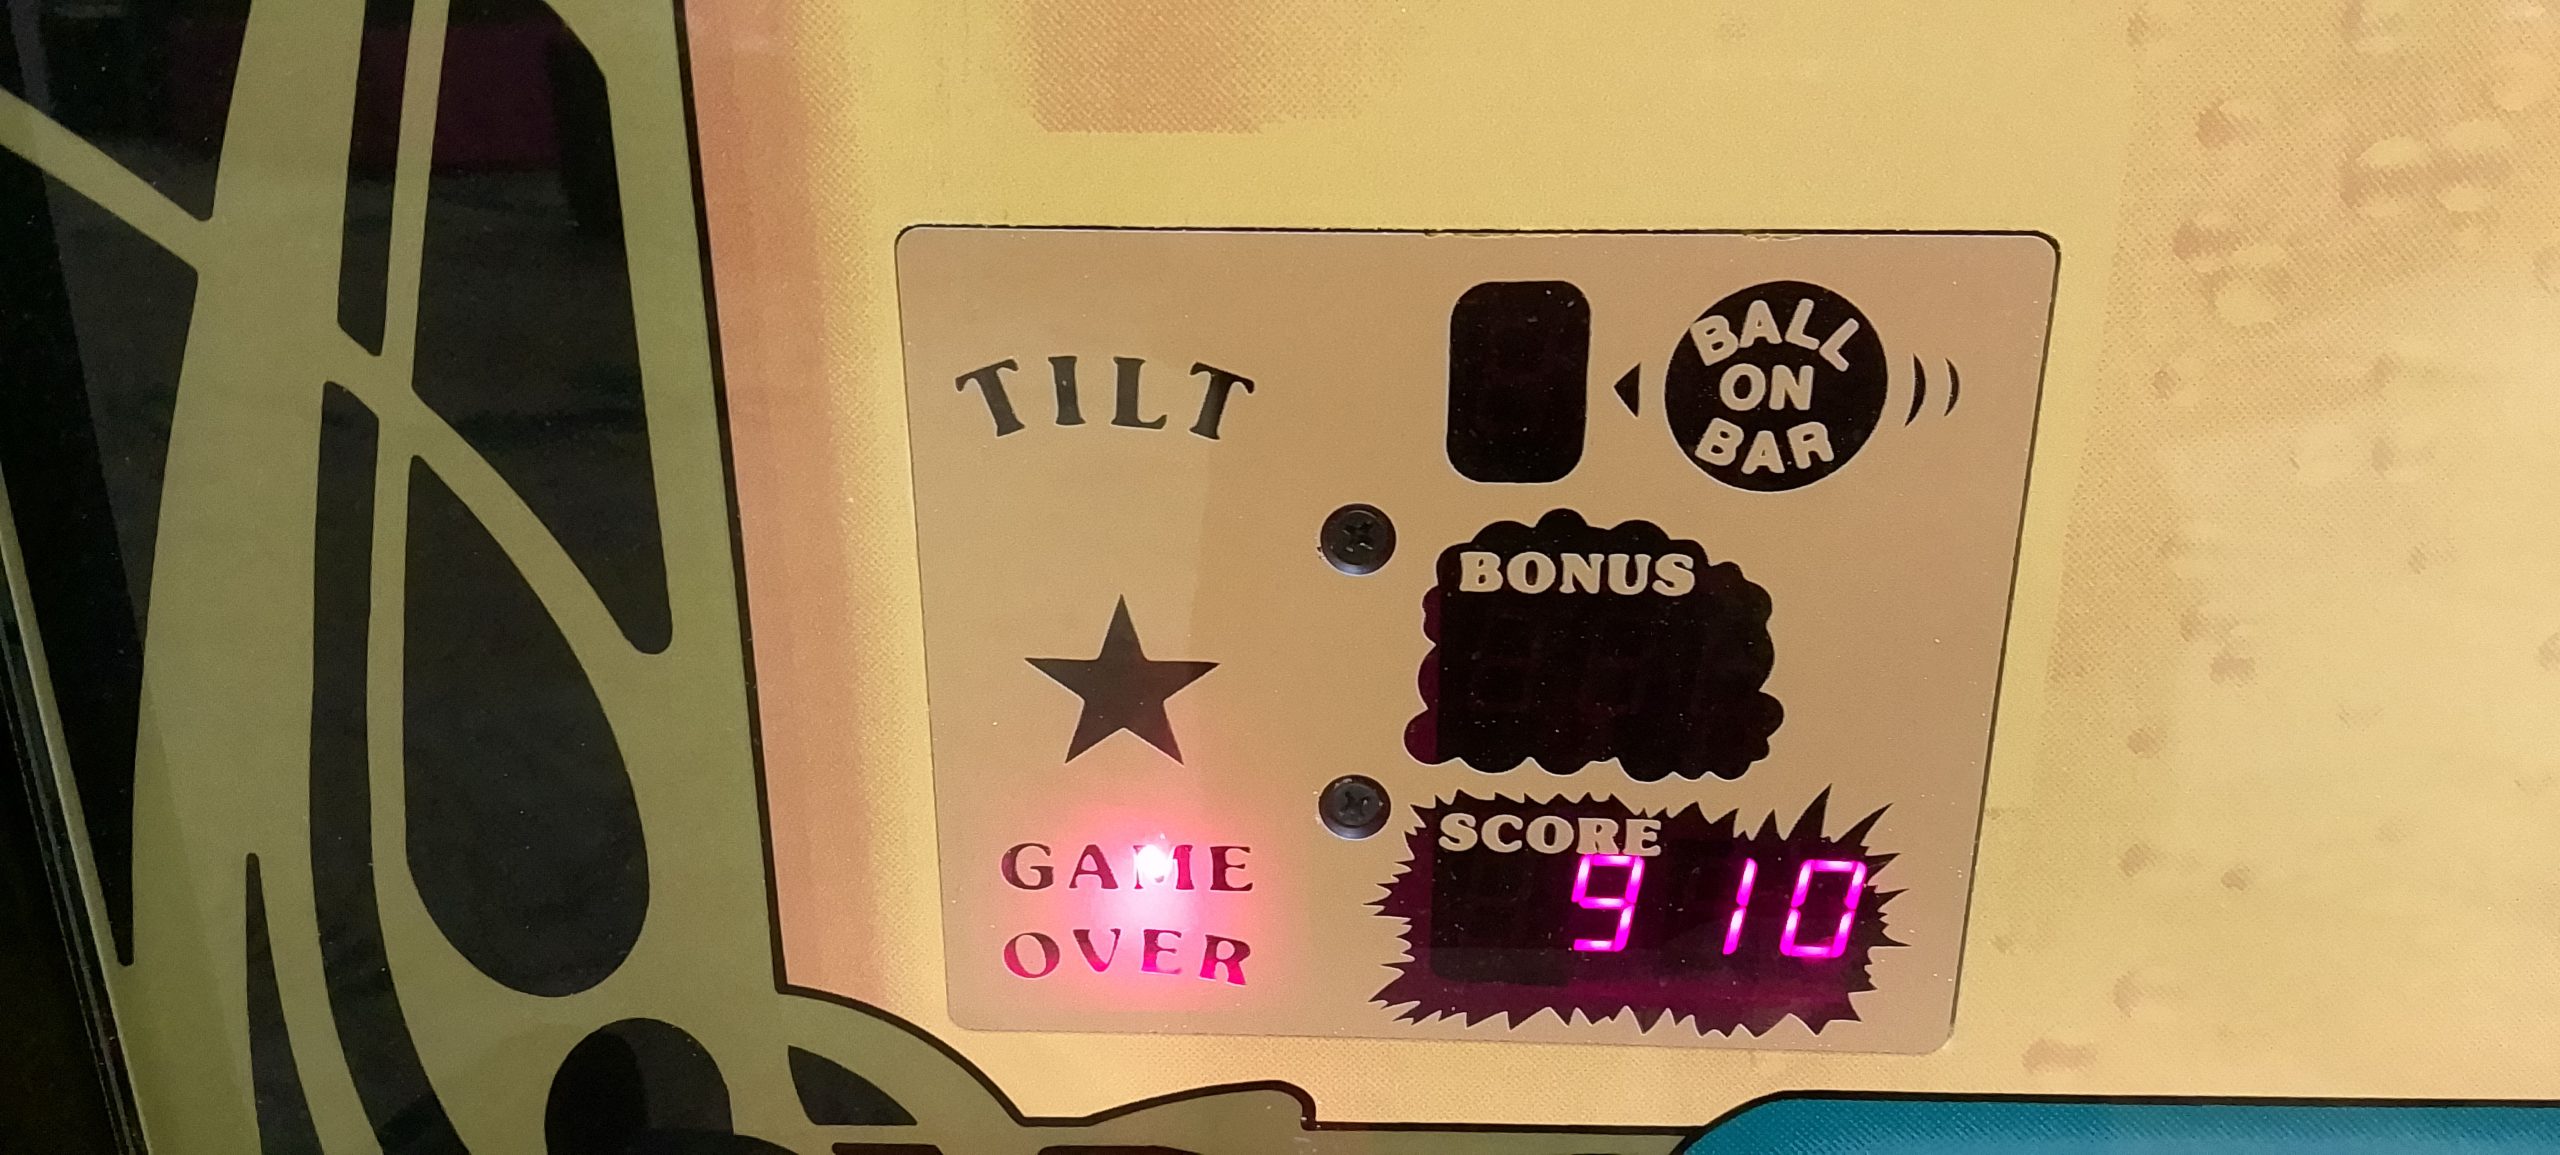 TILT
BALL
ON
BAR
BONUS
SCORE
910
GAME
OVER